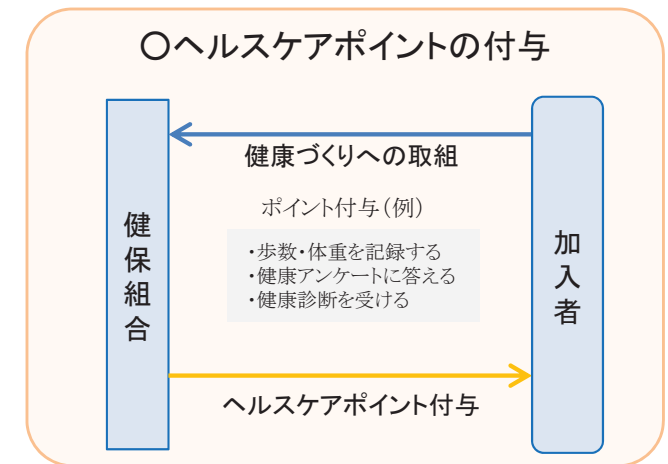 〇ヘルスケアポイントの付与
健康づくりへの取組
ポイント付与(例)
・歩数・体重を記録する
・健康アンケートに答える
・健康診断を受ける
健保組合
加入者
ヘルスケアポイント付与